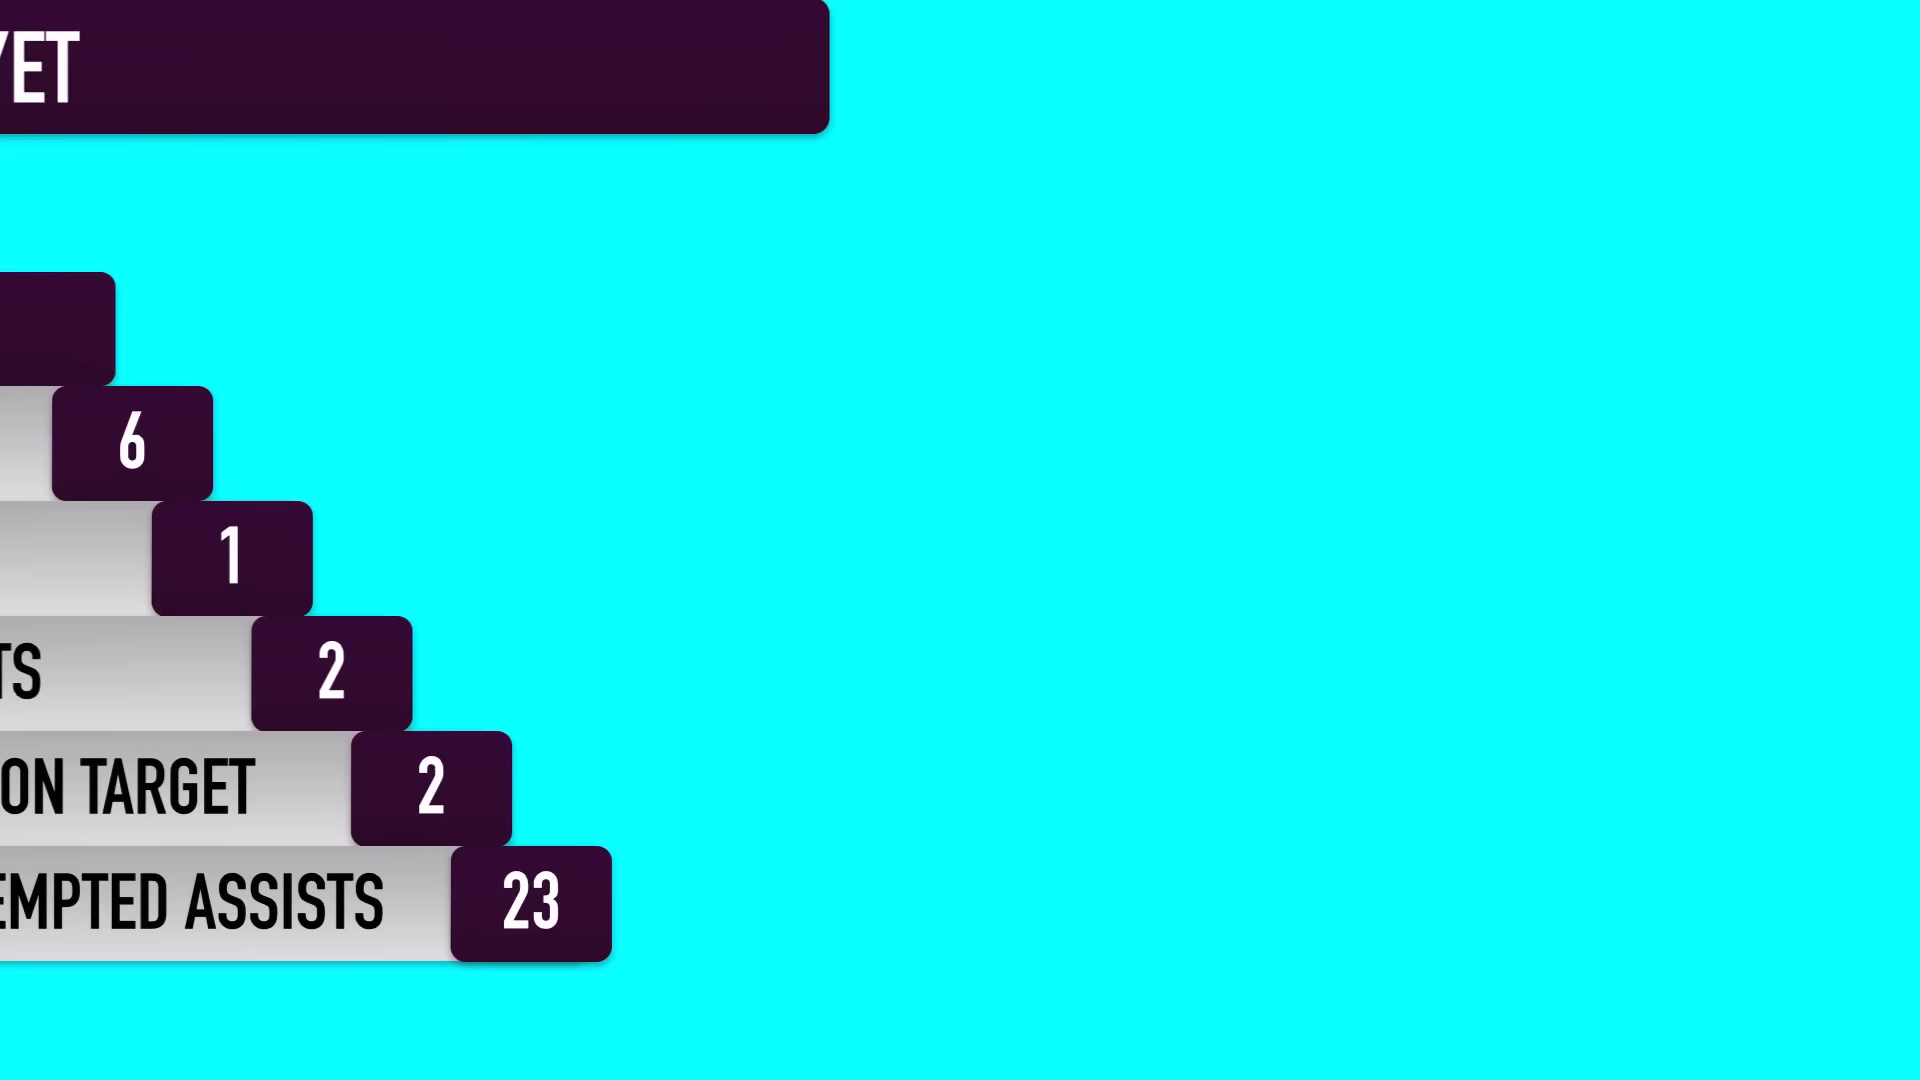 YET
6
1
TS 2
ON TARGET 2
EMPTED ASSISTS 23